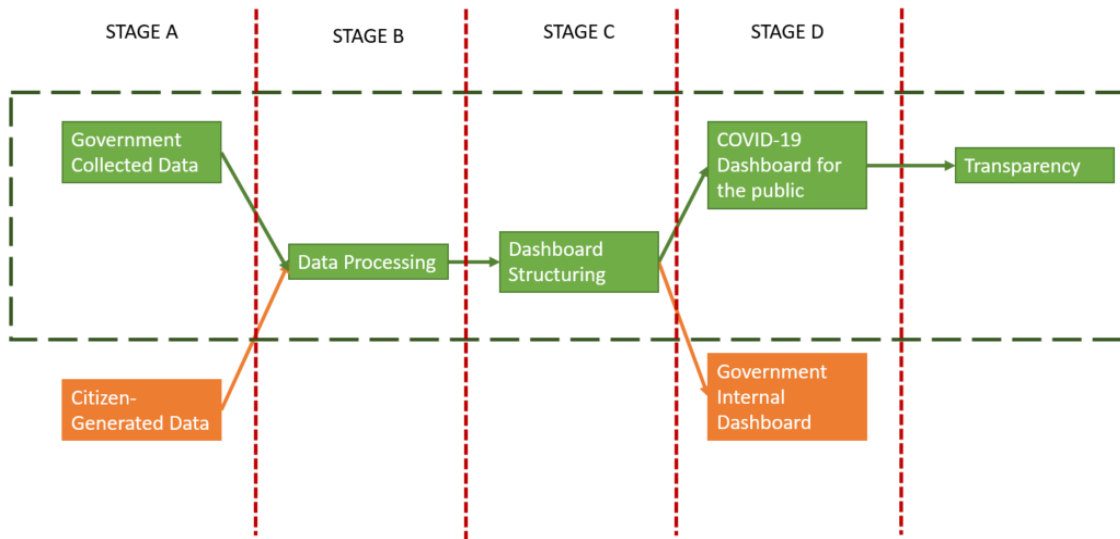 STAGE A
STAGE B
STAGE C
STAGE D
Government
Collected Data
COVID-19
Dashboard for
the public
Transparency
Data Processing
Dashboard
Structuring
Citizen-
Generated Data
Government
Internal
Dashboard